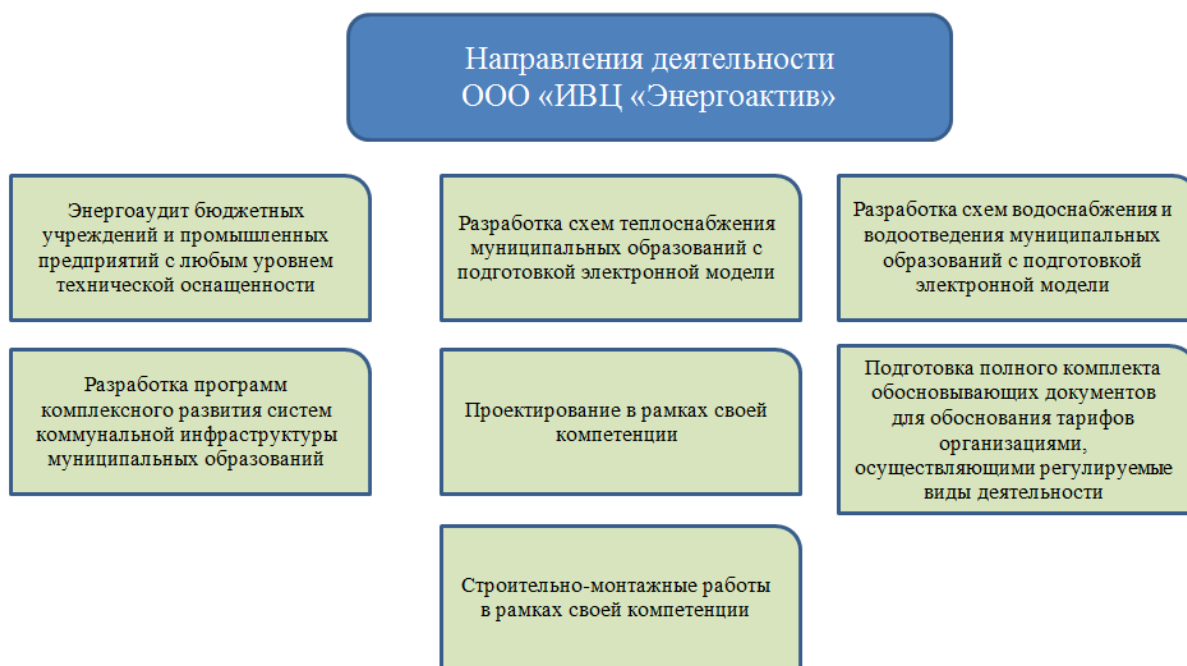 Направления деятельности
ООО «ИВЦ «Энергоактив»
Энергоаудит бюджетных
учреждений и промышленных
предприятий с любым уровнем
технической оснащенности
Разработка схем теплоснабжения
муниципальных образований с
подготовкой электронной модели
Разработка схем водоснабжения и
водоотведения муниципальных
образований с подготовкой
электронной модели
Разработка программ
комплексного развития систем
коммунальной инфраструктуры
муниципальных образований
Проектирование в рамках своей
компетенции
Подготовка полного комплекта
обосновывающих документов
для обоснования тарифов
организациями,
осуществляющими регулируемые
виды деятельности
Строительно-монтажные работы
в рамках своей компетенции